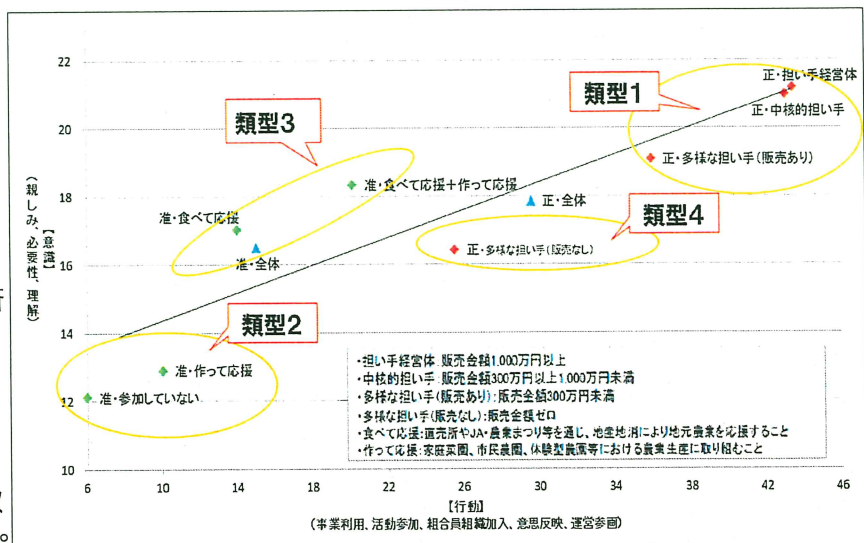 22
20
18
16
14
12
10
6
10
14
18
22
26
30
34
38
42
46
【意識】
（親しみ、必要性、理解）
【行動】
（事業利用、活動参加、組合員組織加入、意思反映、運営参画）
類型1
正・担い手経営体
正・中核的担い手
正・多様な担い手（販売あり）
類型3
准・食べて応援＋作って応援
准・食べて応援
准・全体
正・全体
類型4
正・多様な担い手（販売なし）
類型2
准・作って応援
准・参加していない
・担い手経営体：販売金額1,000万円以上
・中核的担い手：販売金額300万円以上1,000万円未満
・多様な担い手（販売あり）：販売金額300万円未満
・多様な担い手（販売なし）：販売金額ゼロ
・食べて応援：直売所やJA・農業まつり等を通じ、地産地消により地元農業を応援すること
・作って応援：家庭菜園、市民農園、体験型農園等における農業生産に取り組むこと